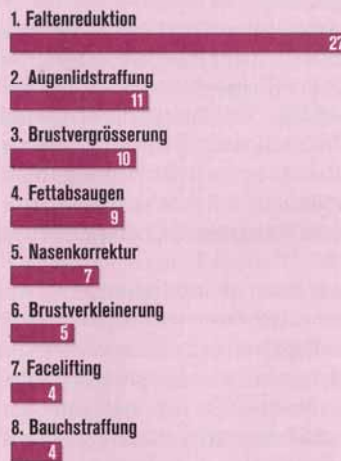 1. Faltenreduktion
27
2. Augenlidstraffung
11
3. Brustvergrösserung
10
4. Fettabsaugen
9
5. Nasenkorrektur
7
6. Brustverkleinerung
5
7. Facelifting
4
8. Bauchstraffung
4